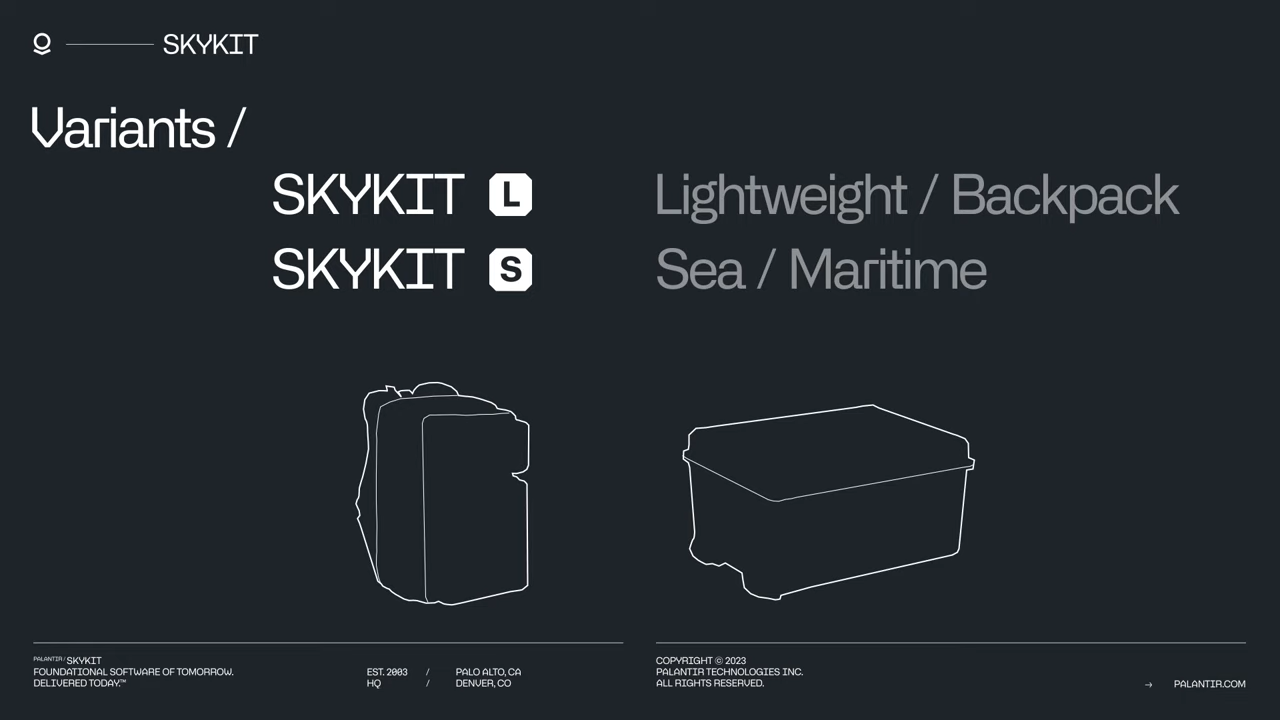 SKYKIT
Variants /
SKYKIT L Lightweight / Backpack
SKYKIT S Sea / Maritime
PALANTIR / SKYKIT
FOUNDATIONAL SOFTWARE OF TOMORROW.
DELIVERED TODAY.™
EST. 2003 / PALO ALTO, CA
HQ / DENVER, CO
COPYRIGHT © 2023
PALANTIR TECHNOLOGIES INC.
ALL RIGHTS RESERVED.
→ PALANTIR.COM